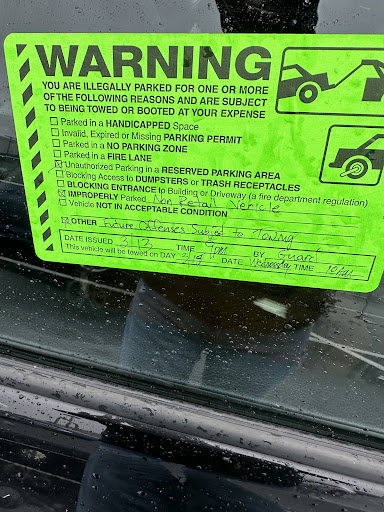 WARNING
YOU ARE ILLEGALLY PARKED FOR ONE OR MORE
OF THE FOLLOWING REASONS AND ARE SUBJECT
TO BEING TOWED OR BOOTED AT YOUR EXPENSE
Parked in a HANDICAPPED Space
Invalid, Expired or Missing PARKING PERMIT
Parked in a NO PARKING ZONE
Parked in a FIRE LANE
Unauthorized Parking in a RESERVED PARKING AREA
Blocking Access to DUMPSTERS or TRASH RECEPTACLES
BLOCKING ENTRANCE to Building or Driveway (a fire department regulation)
IMPROPERLY Parked Non Retail Vehicle
Vehicle NOT IN ACCEPTABLE CONDITION
OTHER Future Offenses Subject to Towing
DATE ISSUED 3/13 TIME 9pm BY Guard
This vehicle will be towed on DAY DATE Wednesday TIME 10pm